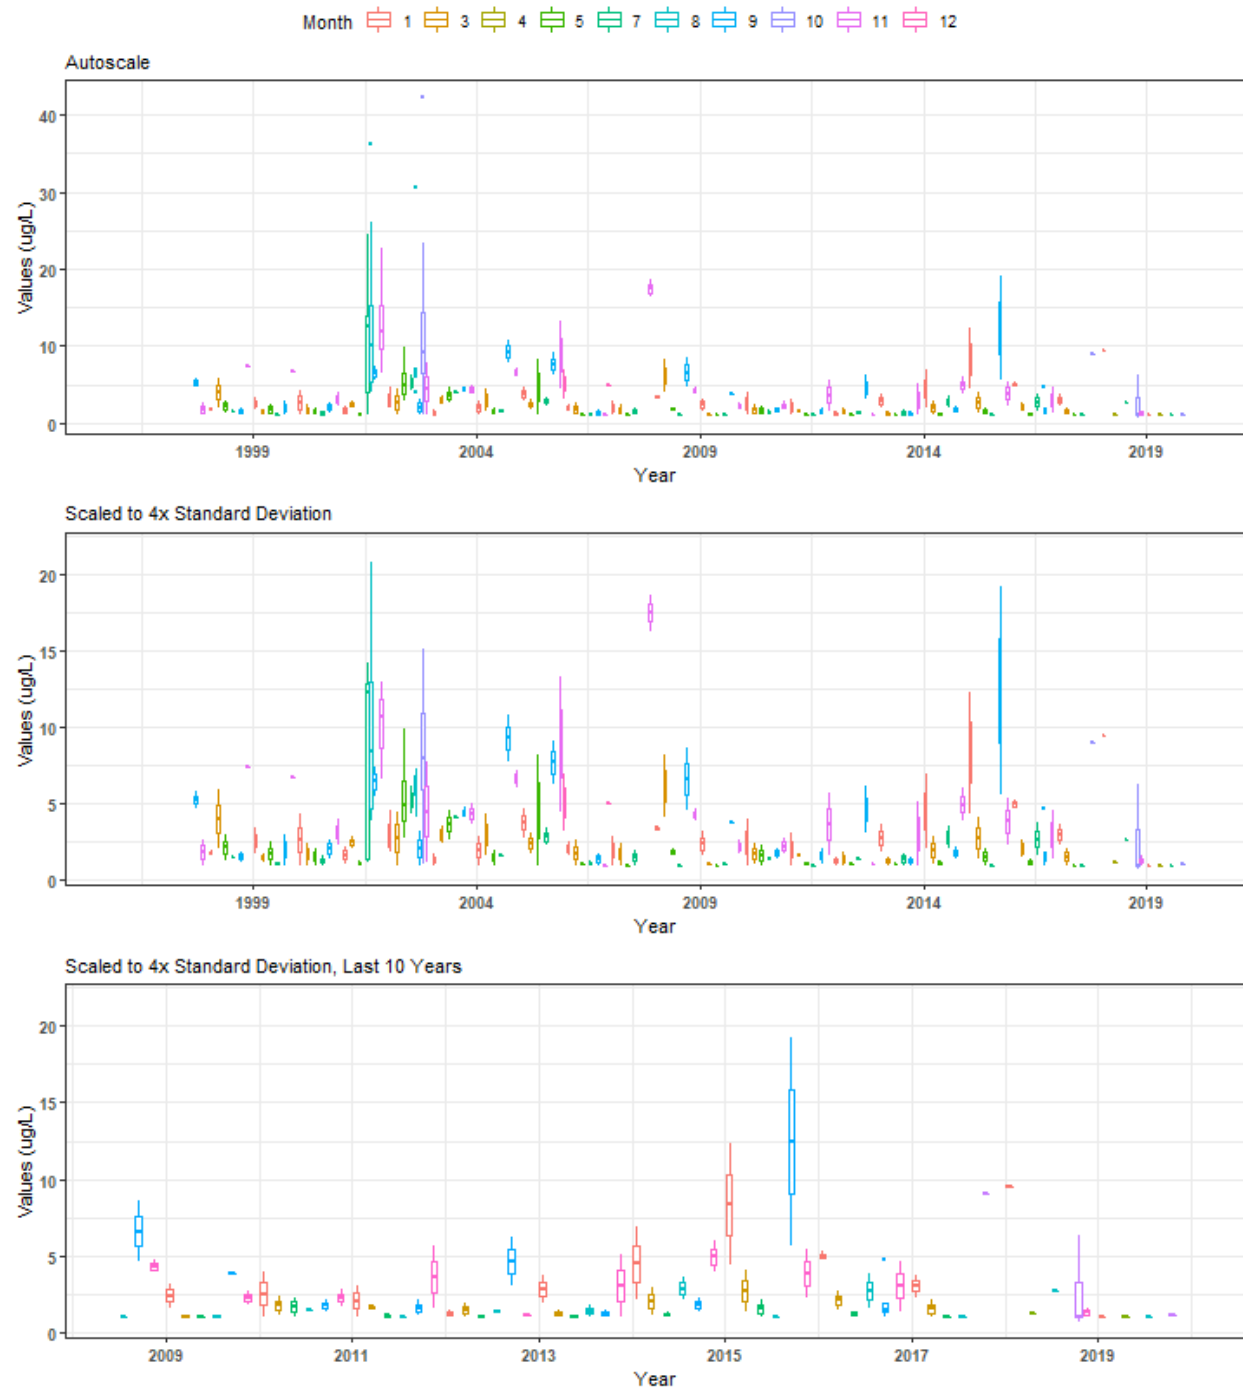 Month 1 3 4 5 7 8 9 10 11 12
Autoscale
Values (ug/L)
40
30
20
10
0
1999 2004 2009 2014 2019
Year
Scaled to 4x Standard Deviation
Values (ug/L)
20
15
10
5
0
1999 2004 2009 2014 2019
Year
Scaled to 4x Standard Deviation, Last 10 Years
Values (ug/L)
20
15
10
5
0
2009 2011 2013 2015 2017 2019
Year